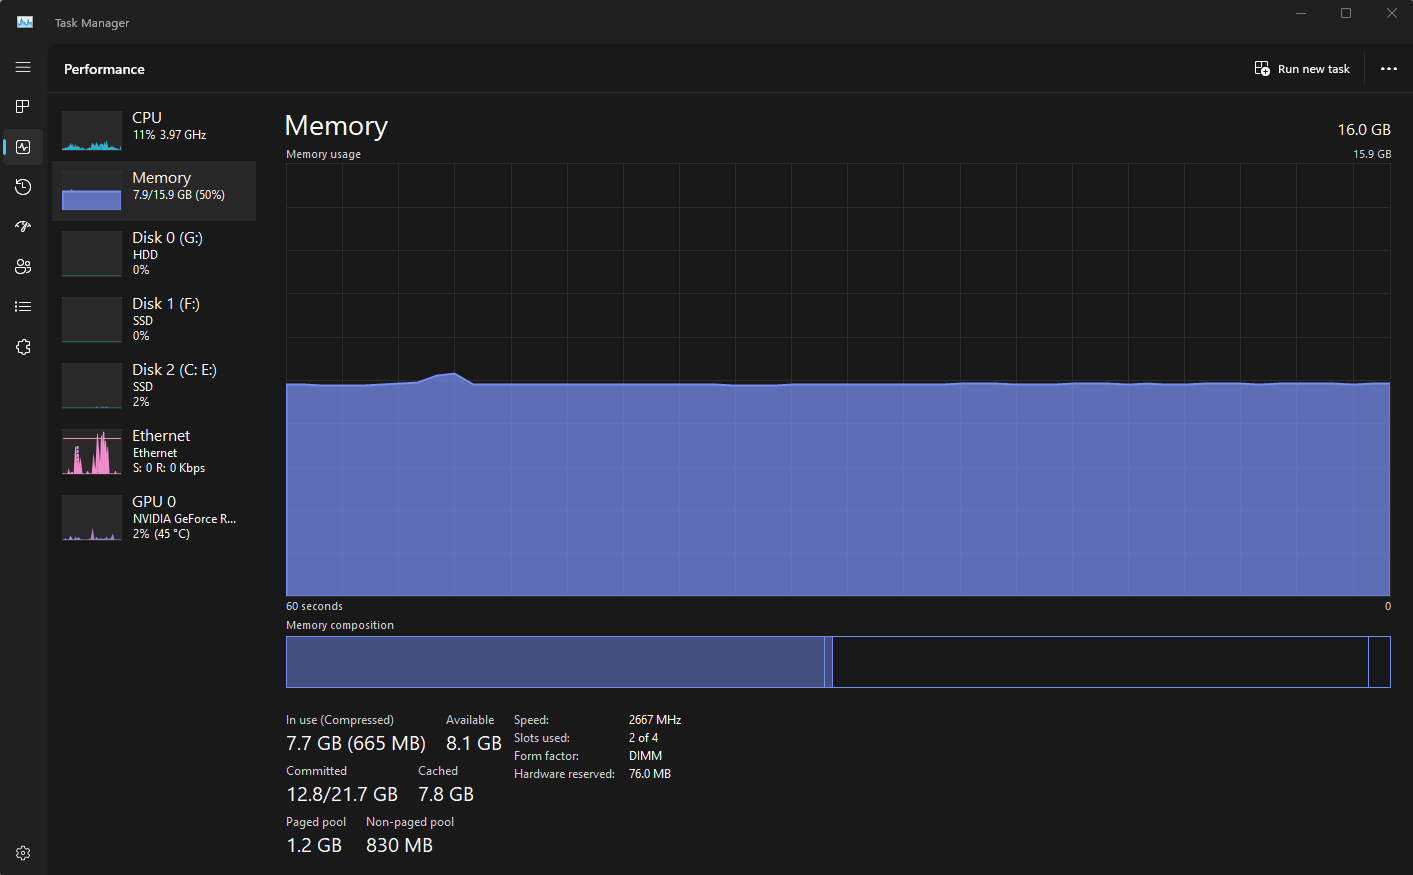 Task Manager
Performance
Run new task
CPU
11% 3.97 GHz
Memory
7.9/15.9 GB (50%)
Disk 0 (G:)
HDD
0%
Disk 1 (F:)
SSD
0%
Disk 2 (C: E:)
SSD
2%
Ethernet
Ethernet
S: 0 R: 0 Kbps
GPU 0
NVIDIA GeForce R...
2% (45 °C)
Memory
16.0 GB
Memory usage
15.9 GB
60 seconds
0
Memory composition
In use (Compressed)
7.7 GB (665 MB)
Available
8.1 GB
Committed
12.8/21.7 GB
Cached
7.8 GB
Paged pool
1.2 GB
Non-paged pool
830 MB
Speed: 2667 MHz
Slots used: 2 of 4
Form factor: DIMM
Hardware reserved: 76.0 MB